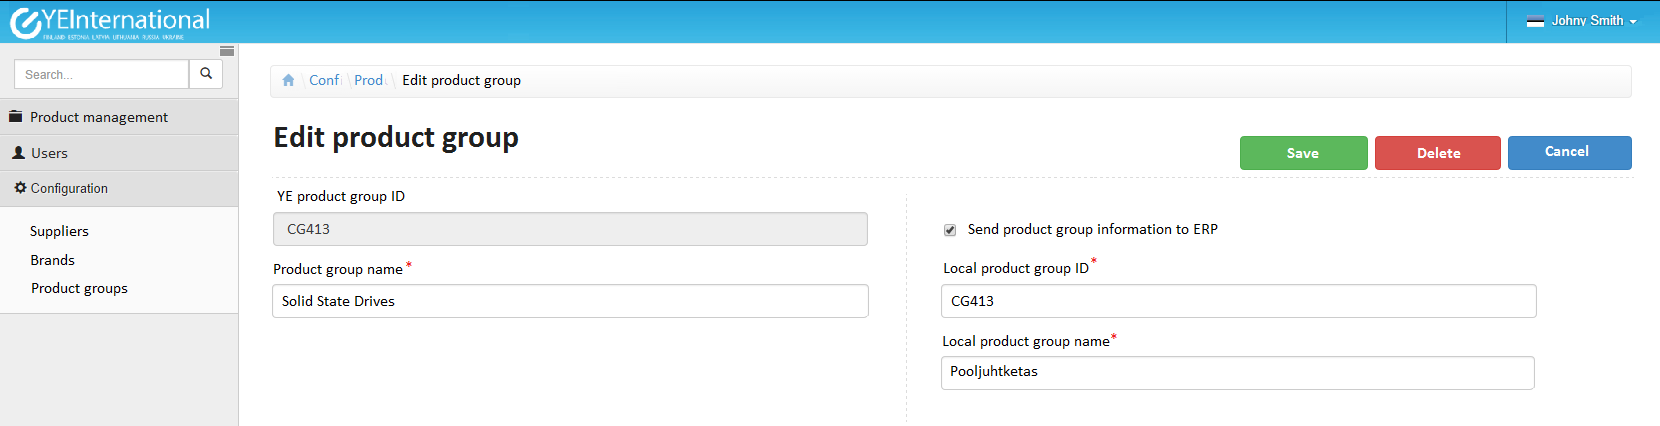 YEInternational
FINLAND ESTONIA LATVIA LITHUANIA RUSSIA UKRAINE
Johny Smith
Search...
Product management
Users
Configuration
Suppliers
Brands
Product groups
Conf Prod Edit product group
Edit product group
Save Delete Cancel
YE product group ID
CG413
Product group name*
Solid State Drives
Send product group information to ERP
Local product group ID*
CG413
Local product group name*
Pooljuhtketas